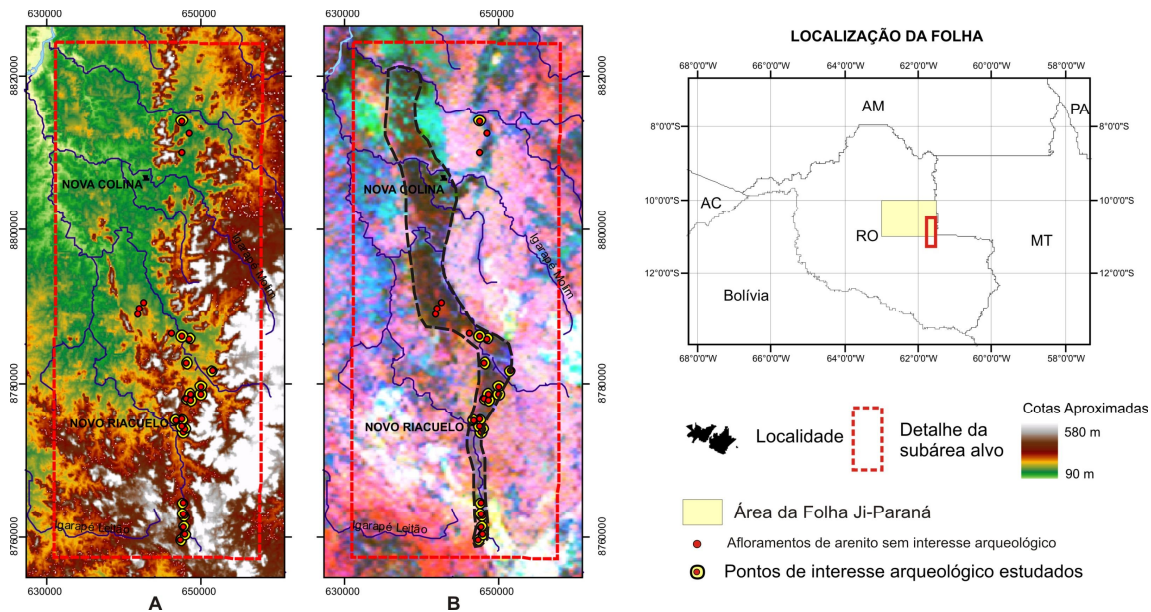 630000
650000
8820000
8800000
8780000
8760000
NOVA COLINA
Igarapé Molim
NOVO RIACUELO
Igarapé Leitão
630000
650000
A
630000
650000
NOVA COLINA
Igarapé Molim
NOVO RIACUELO
Igarapé Leitão
8820000
8800000
8780000
8760000
630000
650000
B
LOCALIZAÇÃO DA FOLHA
68°0'0"W 66°0'0"W 64°0'0"W 62°0'0"W 60°0'0"W 58°0'0"W
8°0'0"S
10°0'0"S
12°0'0"S
AM
PA
AC
RO
MT
Bolívia
8°0'0"S
10°0'0"S
12°0'0"S
68°0'0"W 66°0'0"W 64°0'0"W 62°0'0"W 60°0'0"W 58°0'0"W
Localidade
Detalhe da
subárea alvo
Cotas Aproximadas
580 m
90 m
Área da Folha Ji-Paraná
Afloramentos de arenito sem interesse arqueológico
Pontos de interesse arqueológico estudados